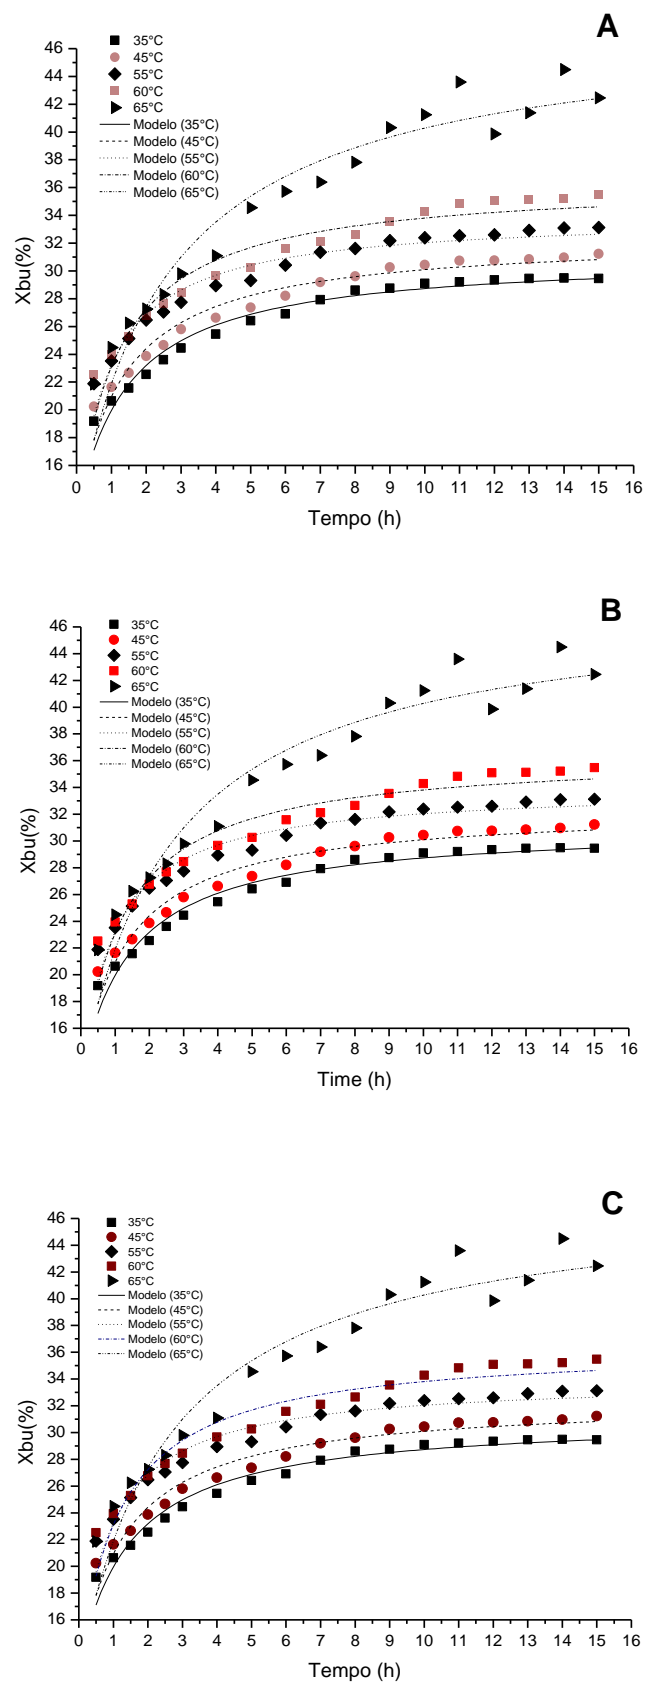 A
35°C
45°C
55°C
60°C
65°C
Modelo (35°C)
Modelo (45°C)
Modelo (55°C)
Modelo (60°C)
Modelo (65°C)
46
44
42
40
38
36
34
32
30
28
26
24
22
20
18
16
Xbu(%)
0 1 2 3 4 5 6 7 8 9 10 11 12 13 14 15 16
Tempo (h)
B
35°C
45°C
55°C
60°C
65°C
Modelo (35°C)
Modelo (45°C)
Modelo (55°C)
Modelo (60°C)
Modelo (65°C)
46
44
42
40
38
36
34
32
30
28
26
24
22
20
18
16
Xbu(%)
0 1 2 3 4 5 6 7 8 9 10 11 12 13 14 15 16
Time (h)
C
35°C
45°C
55°C
60°C
65°C
Modelo (35°C)
Modelo (45°C)
Modelo (55°C)
Modelo (60°C)
Modelo (65°C)
46
44
42
40
38
36
34
32
30
28
26
24
22
20
18
16
Xbu(%)
0 1 2 3 4 5 6 7 8 9 10 11 12 13 14 15 16
Tempo (h)